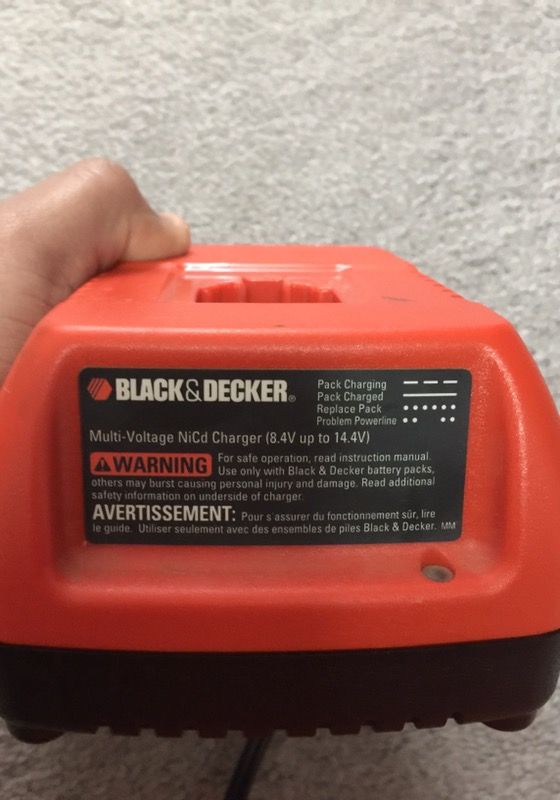 BLACK&DECKER®
Pack Charging
Pack Charged
Replace Pack
Problem Powerline
Multi-Voltage NiCd Charger (8.4V up to 14.4V)
WARNING For safe operation, read instruction manual.
Use only with Black & Decker battery packs,
others may burst causing personal injury and damage. Read additional
safety information on underside of charger.
AVERTISSEMENT: Pour s'assurer du fonctionnement sûr, lire
le guide. Utiliser seulement avec des ensembles de piles Black & Decker. MM